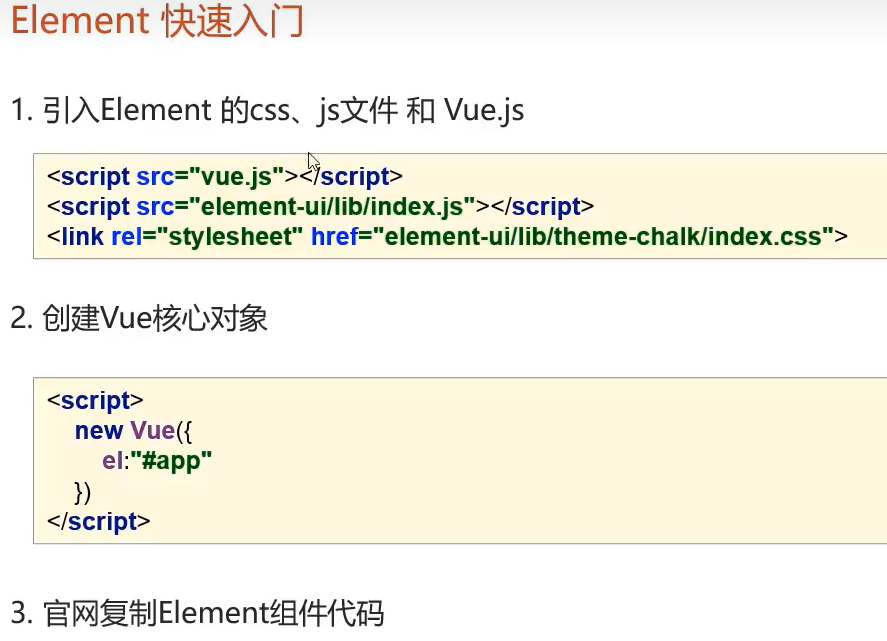 Element 快速入门
1. 引入Element 的css、js文件 和 Vue.js
<script src="vue.js"></script>
<script src="element-ui/lib/index.js"></script>
<link rel="stylesheet" href="element-ui/lib/theme-chalk/index.css">
2. 创建Vue核心对象
<script>
new Vue({
el:"#app"
})
</script>
3. 官网复制Element组件代码